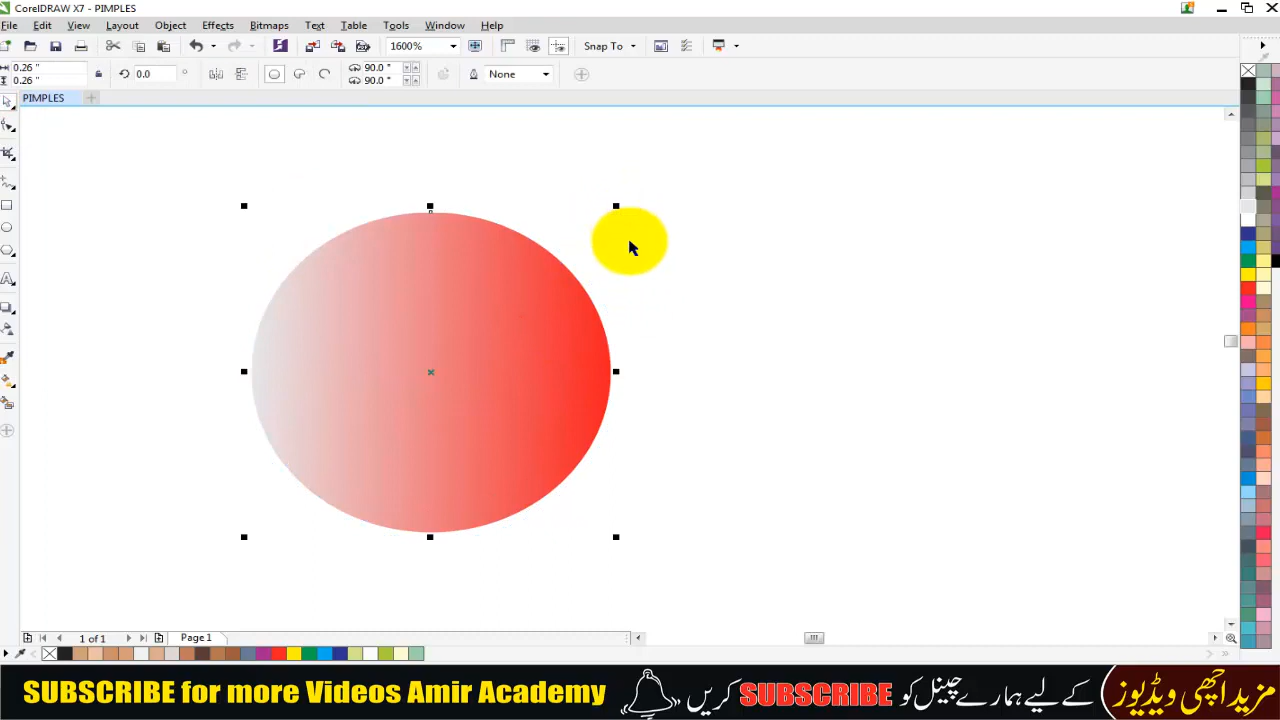 CorelDRAW X7 - PIMPLES
File Edit View Layout Object Effects Bitmaps Text Table Tools Window Help
1600% Snap To
0.26 "
0.26 "
0.0 °
90.0 °
90.0 °
None
PIMPLES
1 of 1 Page 1
SUBSCRIBE for more Videos Amir Academy
مزید اچھی ویڈیوز کے لیے ہمارے چینل کو SUBSCRIBE کریں